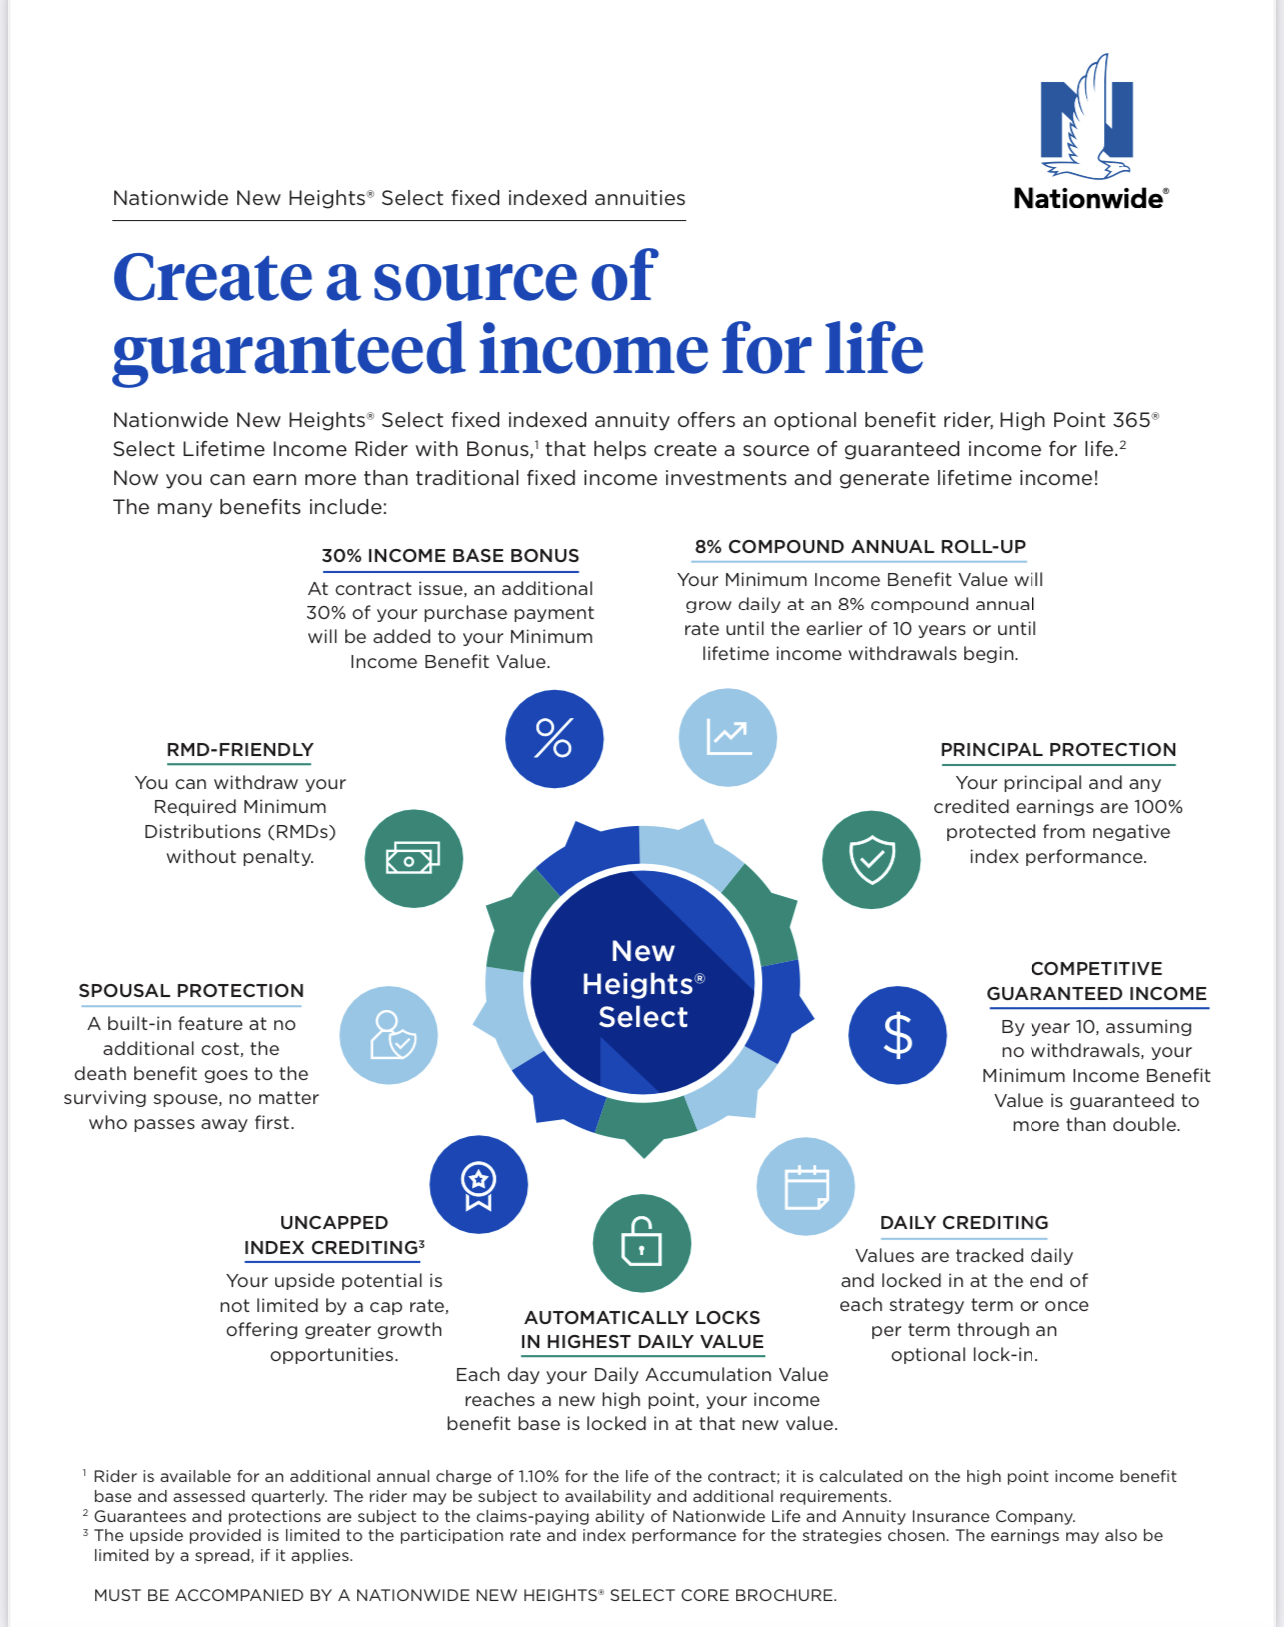 Nationwide®
Nationwide New Heights® Select fixed indexed annuities
Create a source of
guaranteed income for life
Nationwide New Heights® Select fixed indexed annuity offers an optional benefit rider, High Point 365®
Select Lifetime Income Rider with Bonus,¹ that helps create a source of guaranteed income for life.²
Now you can earn more than traditional fixed income investments and generate lifetime income!
The many benefits include:
30% INCOME BASE BONUS
At contract issue, an additional
30% of your purchase payment
will be added to your Minimum
Income Benefit Value.
8% COMPOUND ANNUAL ROLL-UP
Your Minimum Income Benefit Value will
grow daily at an 8% compound annual
rate until the earlier of 10 years or until
lifetime income withdrawals begin.
RMD-FRIENDLY
You can withdraw your
Required Minimum
Distributions (RMDs)
without penalty.
PRINCIPAL PROTECTION
Your principal and any
credited earnings are 100%
protected from negative
index performance.
New
Heights®
Select
SPOUSAL PROTECTION
A built-in feature at no
additional cost, the
death benefit goes to the
surviving spouse, no matter
who passes away first.
COMPETITIVE
GUARANTEED INCOME
By year 10, assuming
no withdrawals, your
Minimum Income Benefit
Value is guaranteed to
more than double.
UNCAPPED
INDEX CREDITING³
Your upside potential is
not limited by a cap rate,
offering greater growth
opportunities.
AUTOMATICALLY LOCKS
IN HIGHEST DAILY VALUE
Each day your Daily Accumulation Value
reaches a new high point, your income
benefit base is locked in at that new value.
DAILY CREDITING
Values are tracked daily
and locked in at the end of
each strategy term or once
per term through an
optional lock-in.
¹ Rider is available for an additional annual charge of 1.10% for the life of the contract; it is calculated on the high point income benefit
base and assessed quarterly. The rider may be subject to availability and additional requirements.
² Guarantees and protections are subject to the claims-paying ability of Nationwide Life and Annuity Insurance Company.
³ The upside provided is limited to the participation rate and index performance for the strategies chosen. The earnings may also be
limited by a spread, if it applies.
MUST BE ACCOMPANIED BY A NATIONWIDE NEW HEIGHTS® SELECT CORE BROCHURE.